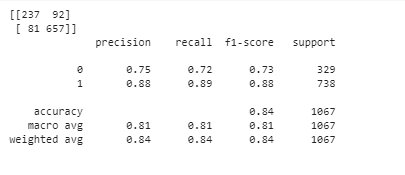 [[237  92]
 [ 81 657]]
              precision    recall  f1-score   support

           0       0.75      0.72      0.73       329
           1       0.88      0.89      0.88       738

    accuracy                           0.84      1067
   macro avg       0.81      0.81      0.81      1067
weighted avg       0.84      0.84      0.84      1067